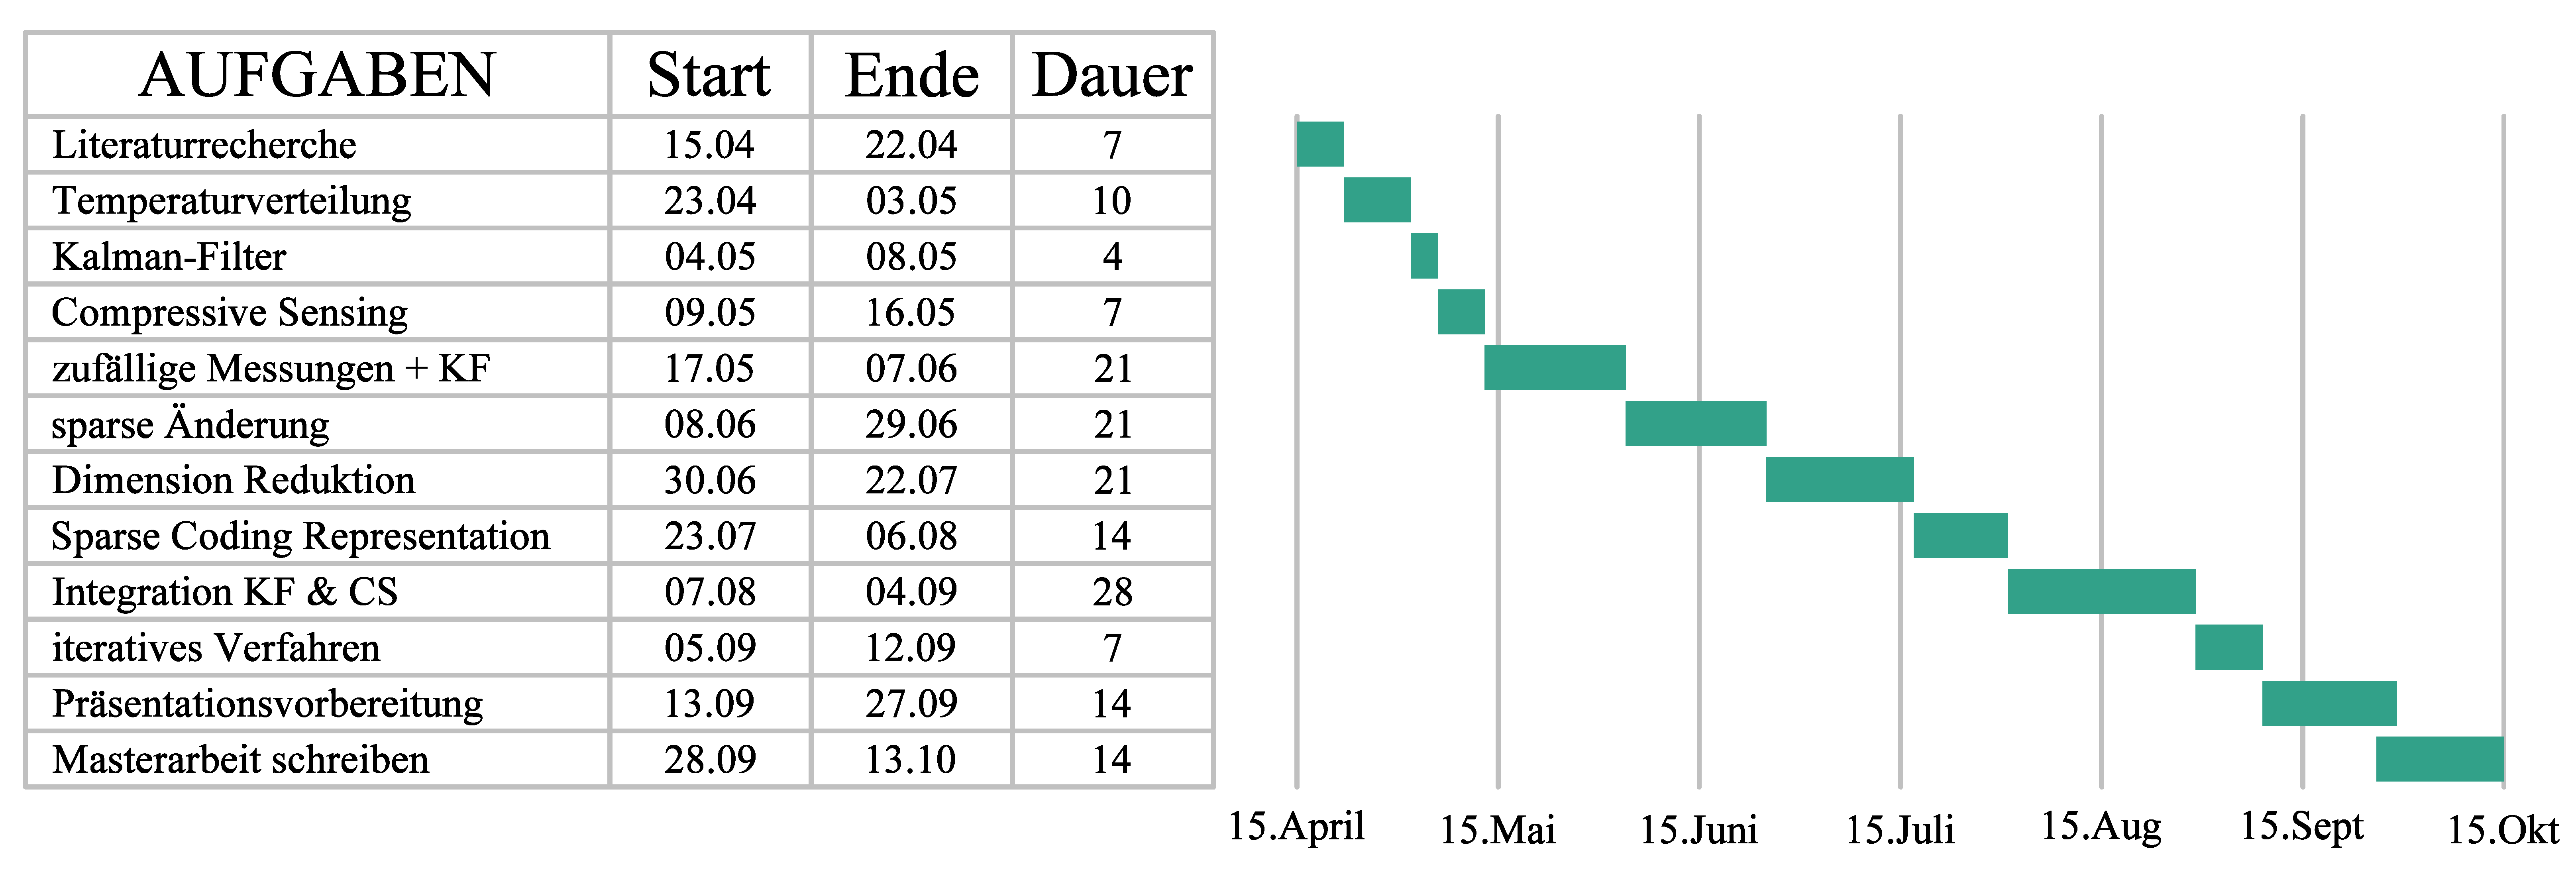 AUFGABEN Start Ende Dauer
Literaturrecherche 15.04 22.04 7
Temperaturverteilung 23.04 03.05 10
Kalman-Filter 04.05 08.05 4
Compressive Sensing 09.05 16.05 7
zufällige Messungen + KF 17.05 07.06 21
sparse Änderung 08.06 29.06 21
Dimension Reduktion 30.06 22.07 21
Sparse Coding Representation 23.07 06.08 14
Integration KF & CS 07.08 04.09 28
iteratives Verfahren 05.09 12.09 7
Präsentationsvorbereitung 13.09 27.09 14
Masterarbeit schreiben 28.09 13.10 14
15.April 15.Mai 15.Juni 15.Juli 15.Aug 15.Sept 15.Okt